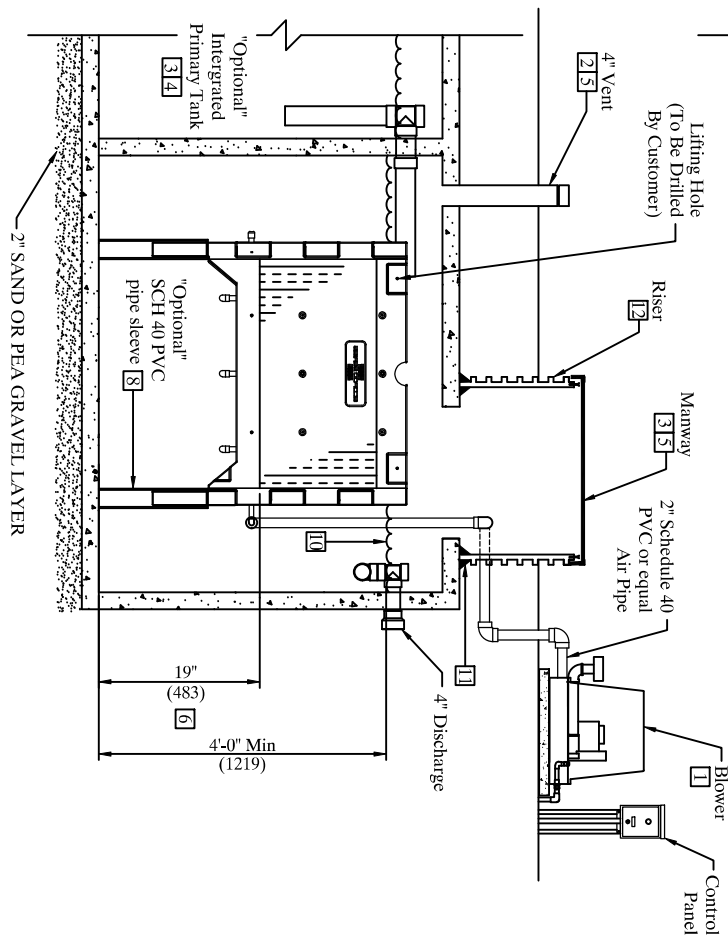 Lifting Hole
(To Be Drilled
By Customer)
4" Vent
2 5
"Optional"
Intergrated
Primary Tank
3 4
Riser
12
Manway
3 5
2" Schedule 40
PVC or equal
Air Pipe
Blower
1
Control
Panel
11
4" Discharge
10
"Optional"
SCH 40 PVC
pipe sleeve 8
19"
(483)
6
4'-0" Min
(1219)
2" SAND OR PEA GRAVEL LAYER